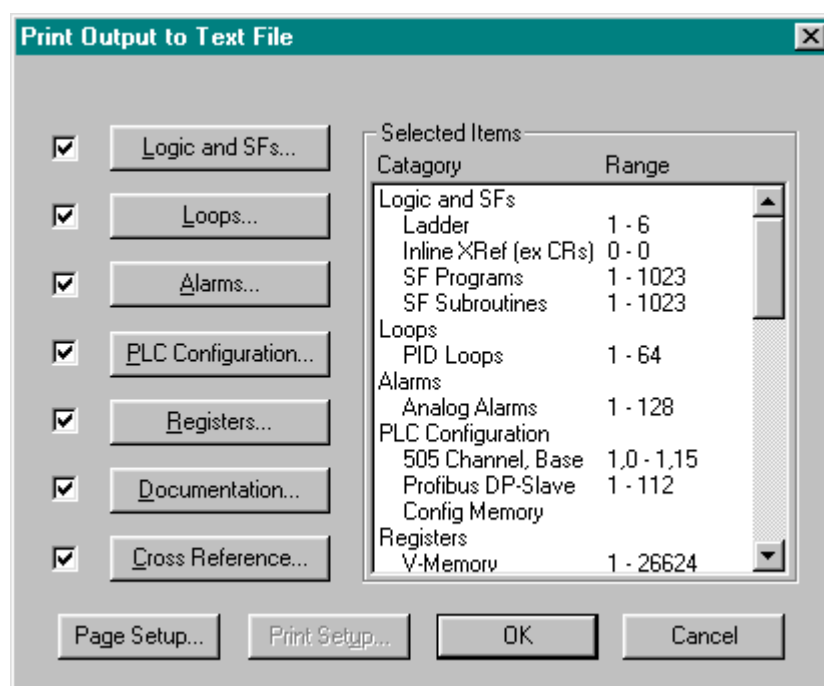 Print Output to Text File
Logic and SFs...
Loops...
Alarms...
PLC Configuration...
Registers...
Documentation...
Cross Reference...
Selected Items
Catagory Range
Logic and SFs
Ladder 1 - 6
Inline XRef (ex CRs) 0 - 0
SF Programs 1 - 1023
SF Subroutines 1 - 1023
Loops
PID Loops 1 - 64
Alarms
Analog Alarms 1 - 128
PLC Configuration
505 Channel, Base 1,0 - 1,15
Profibus DP-Slave 1 - 112
Config Memory
Registers
V-Memory 1 - 26624
Page Setup... Print Setup... OK Cancel